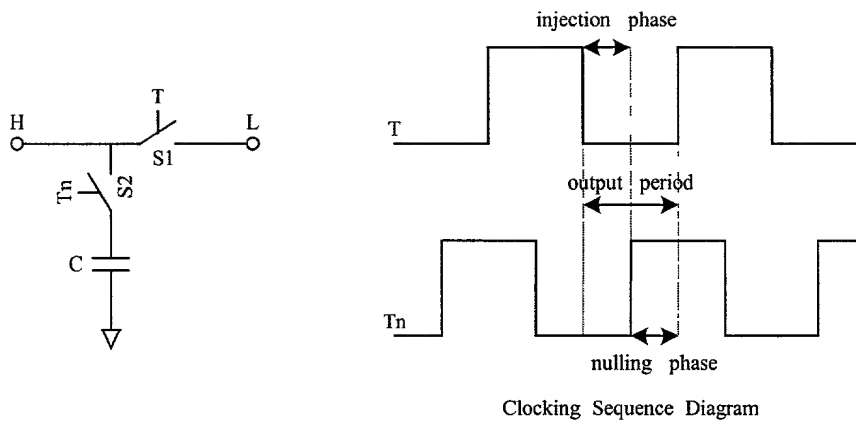 injection phase
T
H
L
S1
T
Tn
S2
output period
C
Tn
nulling phase
Clocking Sequence Diagram